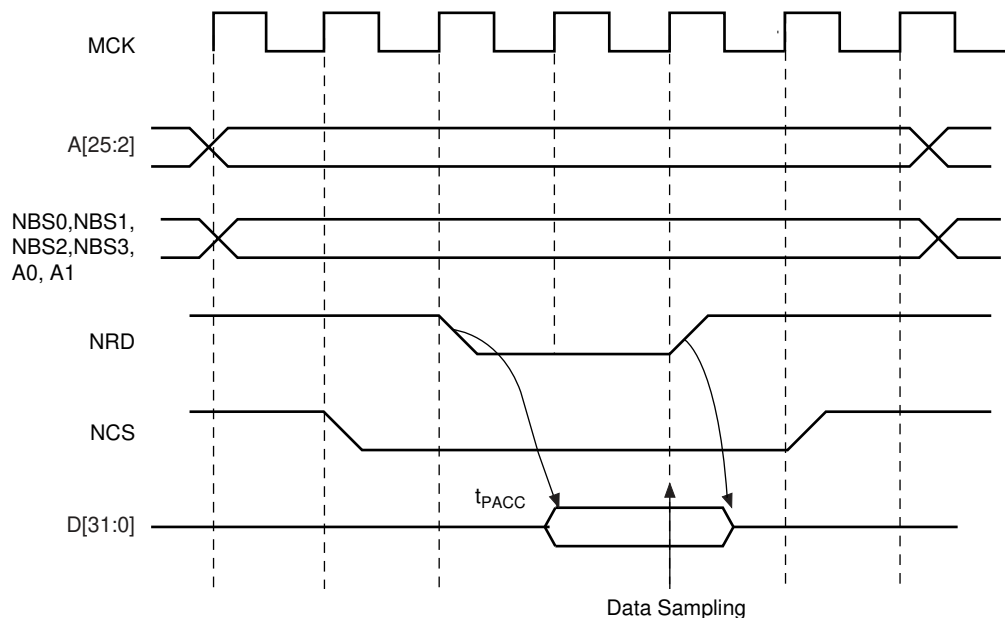 MCK
A[25:2]
NBS0,NBS1,
NBS2,NBS3,
A0, A1
NRD
NCS
tPACC
D[31:0]
Data Sampling